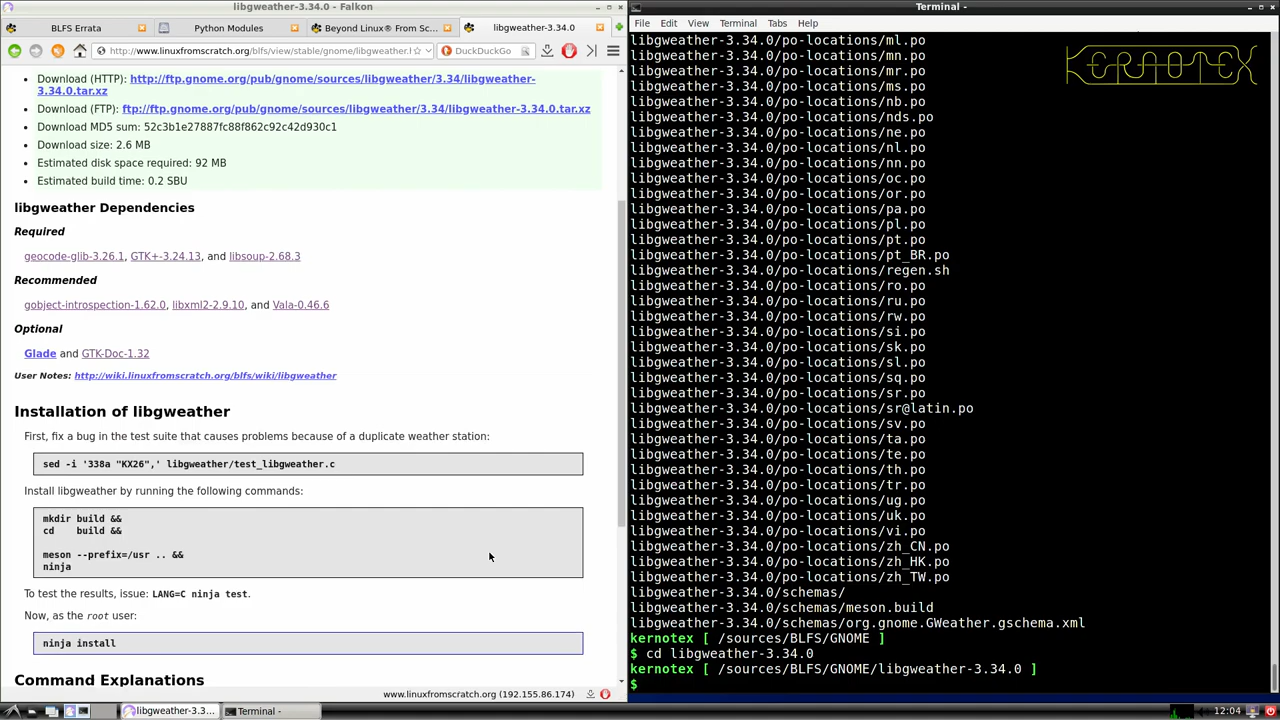 libgweather-3.34.0 - Falkon
BLFS Errata
Python Modules
Beyond Linux® From Sc...
libgweather-3.34.0
http://www.linuxfromscratch.org/blfs/view/stable/gnome/libgweather.l
DuckDuckGo
Download (HTTP): http://ftp.gnome.org/pub/gnome/sources/libgweather/3.34/libgweather-
3.34.0.tar.xz
Download (FTP): ftp://ftp.gnome.org/pub/gnome/sources/libgweather/3.34/libgweather-3.34.0.tar.xz
Download MD5 sum: 52c3b1e27887fc88f862c92c42d930c1
Download size: 2.6 MB
Estimated disk space required: 92 MB
Estimated build time: 0.2 SBU
libgweather Dependencies
Required
geocode-glib-3.26.1, GTK+-3.24.13, and libsoup-2.68.3
Recommended
gobject-introspection-1.62.0, libxml2-2.9.10, and Vala-0.46.6
Optional
Glade and GTK-Doc-1.32
User Notes: http://wiki.linuxfromscratch.org/blfs/wiki/libgweather
Installation of libgweather
First, fix a bug in the test suite that causes problems because of a duplicate weather station:
sed -i '338a "KX26",' libgweather/test_libgweather.c
Install libgweather by running the following commands:
mkdir build &&
cd    build &&
meson --prefix=/usr .. &&
ninja
To test the results, issue: LANG=C ninja test.
Now, as the root user:
ninja install
Command Explanations
www.linuxfromscratch.org (192.155.86.174)
Terminal -
File Edit View Terminal Tabs Help
KERNOTEX
libgweather-3.34.0/po-locations/ml.po
libgweather-3.34.0/po-locations/mn.po
libgweather-3.34.0/po-locations/mr.po
libgweather-3.34.0/po-locations/ms.po
libgweather-3.34.0/po-locations/nb.po
libgweather-3.34.0/po-locations/nds.po
libgweather-3.34.0/po-locations/ne.po
libgweather-3.34.0/po-locations/nl.po
libgweather-3.34.0/po-locations/nn.po
libgweather-3.34.0/po-locations/oc.po
libgweather-3.34.0/po-locations/or.po
libgweather-3.34.0/po-locations/pa.po
libgweather-3.34.0/po-locations/pl.po
libgweather-3.34.0/po-locations/pt.po
libgweather-3.34.0/po-locations/pt_BR.po
libgweather-3.34.0/po-locations/regen.sh
libgweather-3.34.0/po-locations/ro.po
libgweather-3.34.0/po-locations/ru.po
libgweather-3.34.0/po-locations/rw.po
libgweather-3.34.0/po-locations/si.po
libgweather-3.34.0/po-locations/sk.po
libgweather-3.34.0/po-locations/sl.po
libgweather-3.34.0/po-locations/sq.po
libgweather-3.34.0/po-locations/sr.po
libgweather-3.34.0/po-locations/sr@latin.po
libgweather-3.34.0/po-locations/sv.po
libgweather-3.34.0/po-locations/ta.po
libgweather-3.34.0/po-locations/te.po
libgweather-3.34.0/po-locations/th.po
libgweather-3.34.0/po-locations/tr.po
libgweather-3.34.0/po-locations/ug.po
libgweather-3.34.0/po-locations/uk.po
libgweather-3.34.0/po-locations/vi.po
libgweather-3.34.0/po-locations/zh_CN.po
libgweather-3.34.0/po-locations/zh_HK.po
libgweather-3.34.0/po-locations/zh_TW.po
libgweather-3.34.0/schemas/
libgweather-3.34.0/schemas/meson.build
libgweather-3.34.0/schemas/org.gnome.GWeather.gschema.xml
kernotex [ /sources/BLFS/GNOME ]
$ cd libgweather-3.34.0
kernotex [ /sources/BLFS/GNOME/libgweather-3.34.0 ]
$
libgweather-3.3...
Terminal -
12:04